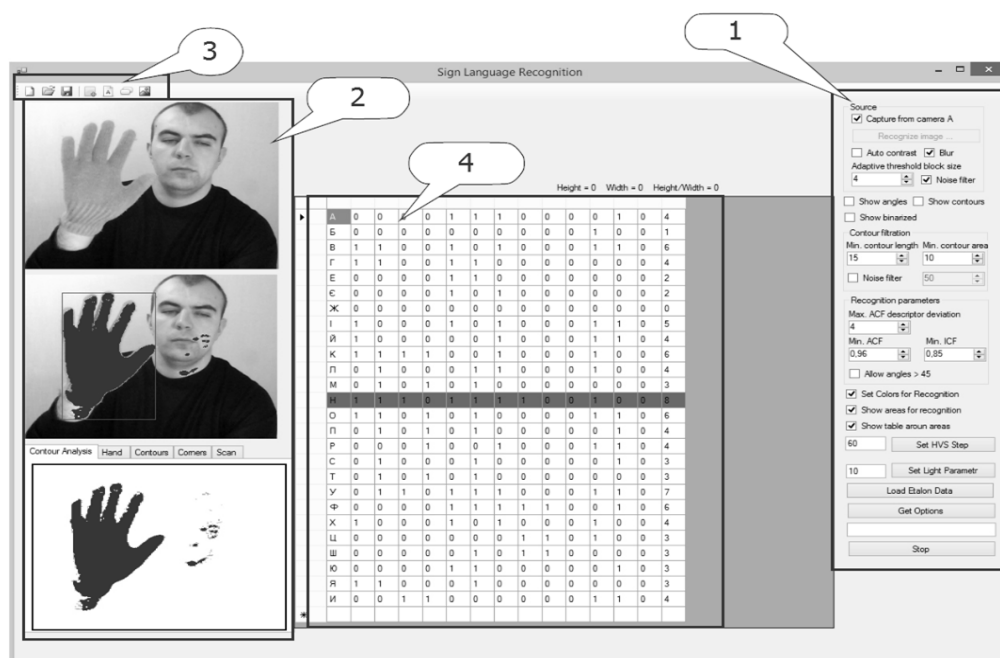 1
3
2
4
Sign Language Recognition
Height = 0 Width = 0 Height/Width = 0
А 0 0 0 0 1 1 1 0 0 0 0 1 0 4
Б 0 0 0 0 0 0 0 0 0 0 1 0 0 1
В 1 1 0 0 1 0 1 0 0 0 1 1 0 6
Г 1 1 0 0 1 1 0 0 0 0 0 0 0 4
Е 0 0 0 0 1 1 0 0 0 0 0 0 0 2
Є 0 0 0 0 1 0 1 0 0 0 0 0 0 2
Ж 0 0 0 0 0 0 0 0 0 0 0 0 0 0
І 1 0 0 0 1 0 1 0 0 0 1 1 0 5
Й 1 0 0 0 0 0 1 0 0 0 1 1 0 4
К 1 1 1 1 0 0 1 0 0 0 1 0 0 6
Л 0 1 0 0 0 1 1 0 0 0 1 0 0 4
М 0 1 0 1 0 1 0 0 0 0 0 0 0 3
Н 1 1 1 0 1 1 1 0 0 1 0 1 0 8
О 1 1 0 0 1 0 1 0 0 0 1 1 0 6
П 0 1 0 0 0 1 1 0 0 0 0 1 0 4
Р 0 0 0 1 0 0 1 0 0 0 1 1 0 4
С 0 1 0 0 0 1 0 0 0 0 0 1 0 3
Т 0 1 0 1 0 1 0 0 0 0 0 0 0 3
У 0 1 1 0 1 1 1 0 0 0 1 1 0 7
Ф 0 0 0 0 1 1 1 1 1 0 0 1 0 6
Х 1 0 0 0 1 0 1 0 0 0 1 0 0 4
Ц 0 0 0 0 0 0 0 1 1 0 1 0 0 3
Ш 0 0 0 0 0 1 0 1 1 0 0 0 0 3
Ю 0 0 0 0 1 1 0 0 0 0 0 1 0 3
Я 1 1 0 0 0 1 0 0 0 0 0 0 0 3
И 0 0 1 1 0 0 0 0 0 0 1 1 0 4
Contour Analysis Hand Contours Corners Scan
Source
Capture from camera A
Recognize image ...
Auto contrast Blur
Adaptive threshold block size
4 Noise filter
Show angles Show contours
Show binarized
Contour filtration
Min. contour length Min. contour area
15 10
Noise filter 50
Recognition parameters
Max. ACF descriptor deviation
4
Min. ACF Min. ICF
0,96 0,85
Allow angles > 45
Set Colors for Recognition
Show areas for recognition
Show table aroun areas
60 Set HVS Step
10 Set Light Parametr
Load Etalon Data
Get Options
Stop